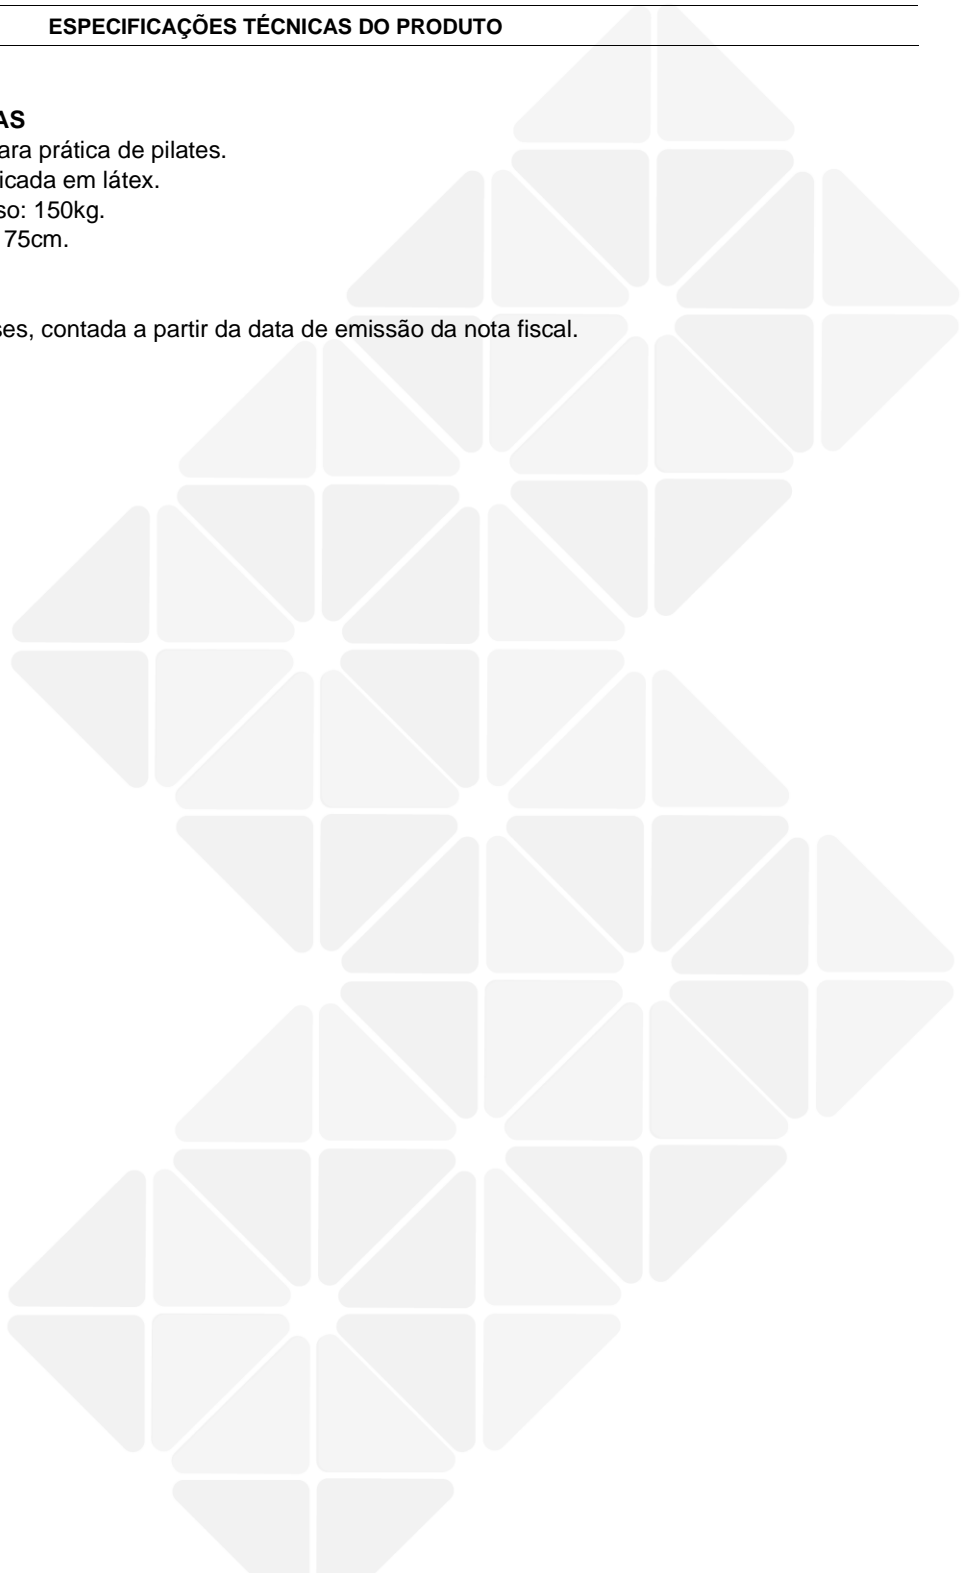 ESPECIFICAÇÕES TÉCNICAS DO PRODUTO
AS
ara prática de pilates.
icada em látex.
so: 150kg.
75cm.
ses, contada a partir da data de emissão da nota fiscal.